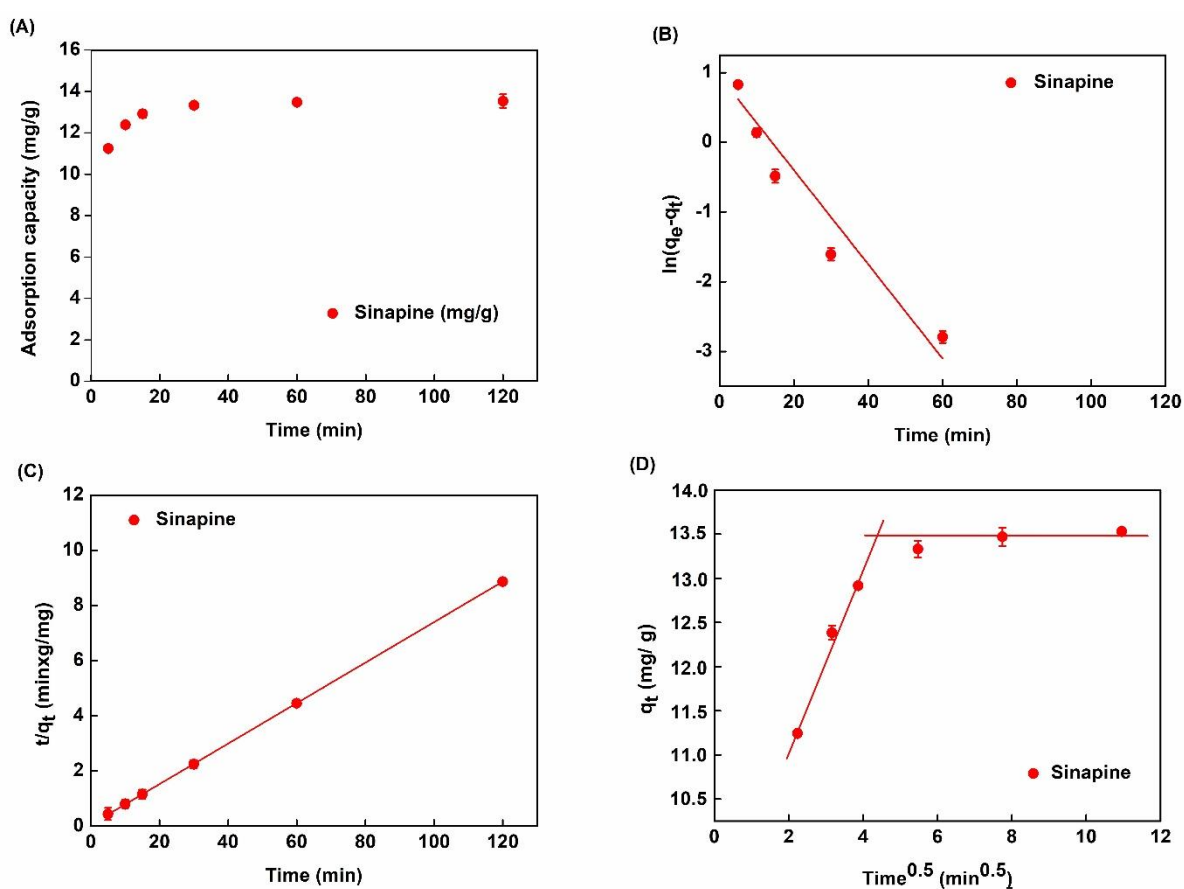 (A)
16
14
12
10
8
6
4
2
0
Adsorption capacity (mg/g)
Sinapine (mg/g)
0 20 40 60 80 100 120
Time (min)
(B)
1
0
-1
-2
-3
ln(qe-qt)
Sinapine
0 20 40 60 80 100 120
Time (min)
(C)
12
10
8
6
4
2
0
t/qt (minxg/mg)
Sinapine
0 20 40 60 80 100 120
Time (min)
(D)
14.0
13.5
13.0
12.5
12.0
11.5
11.0
10.5
qt (mg/ g)
Sinapine
0 2 4 6 8 10 12
Time0.5 (min0.5)